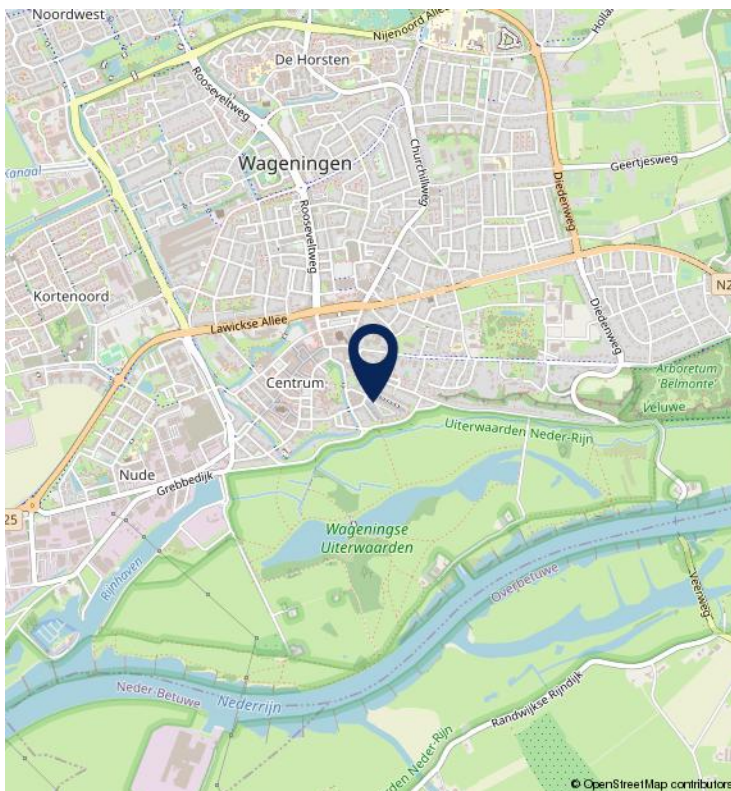 Noordwest
Nijenoord Allee
Holla
De Horsten
Rooseveltweg
Wageningen
Churchillweg
Geertjesweg
Kanaal
Diedenweg
Rooseveltweg
Kortenoord
N2
Lawickse Allee
Diedenweg
Centrum
Arboretum
'Belmonte'
Veluwe
Uiterwaarden Neder-Rijn
Nude
Grebbedijk
25
Wageningse
Uiterwaarden
Rijnhaven
Overbetuwe
Veerweg
Neder-Betuwe
Nederrijn
Randwijkse Rijndijk
den Neder-Rijn
© OpenStreetMap contributors